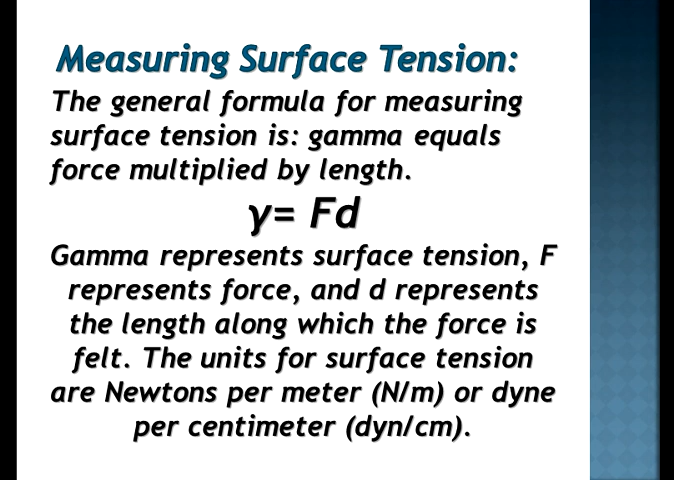 Measuring Surface Tension:
The general formula for measuring
surface tension is: gamma equals
force multiplied by length.
γ= Fd
Gamma represents surface tension, F
represents force, and d represents
the length along which the force is
felt. The units for surface tension
are Newtons per meter (N/m) or dyne
per centimeter (dyn/cm).